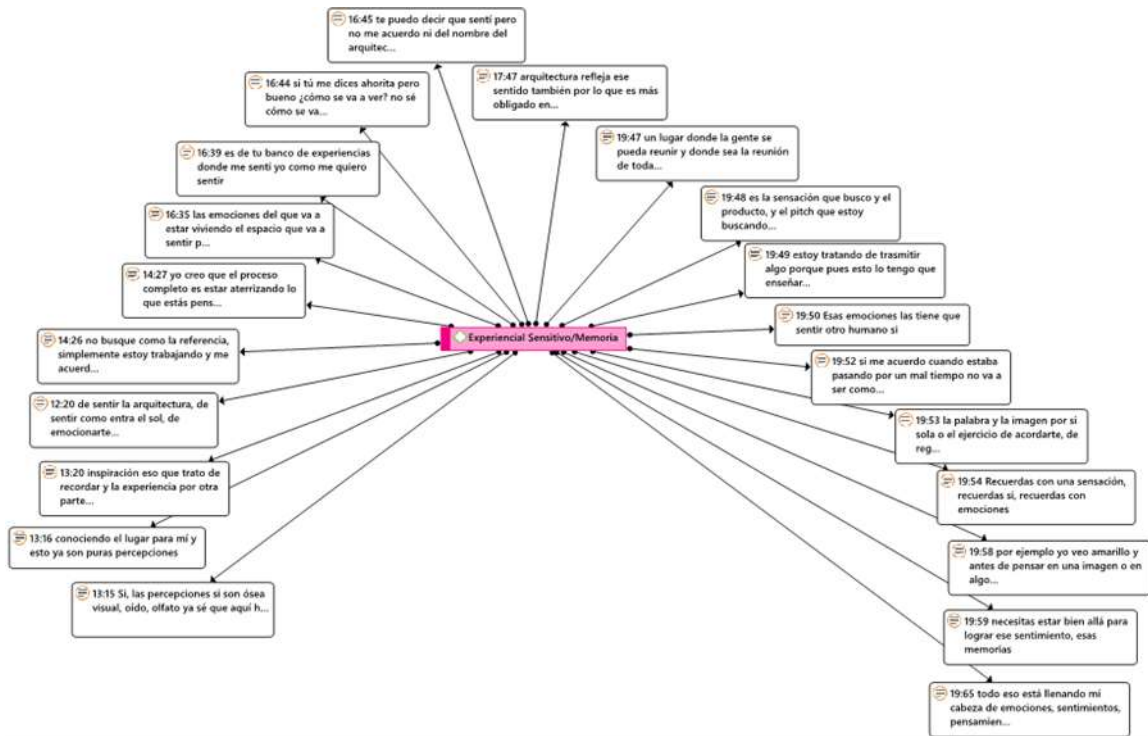 16:45 te puedo decir que sentí pero
no me acuerdo ni del nombre del
arquitec...
17:47 arquitectura refleja ese
sentido también por lo que es más
obligado en...
16:44 si tú me dices ahorita pero
bueno ¿cómo se va a ver? no sé
cómo se va...
19:47 un lugar donde la gente se
pueda reunir y donde sea la reunión
de toda...
16:39 es de tu banco de experiencias
donde me sentí yo como me quiero
sentir
19:48 es la sensación que busco y el
producto, y el pitch que estoy
buscando...
16:35 las emociones del que va a
estar viviendo el espacio que va a
sentir p...
19:49 estoy tratando de trasmitir
algo porque pues esto lo tengo que
enseñar...
14:27 yo creo que el proceso
completo es estar aterrizando lo
que estás pens...
19:50 Esas emociones las tiene que
sentir otro humano si
Experiencial Sensitivo/Memoria
14:26 no busque como la referencia,
simplemente estoy trabajando y me
acuerd...
19:52 si me acuerdo cuando estaba
pasando por un mal tiempo no va a
ser como...
12:20 de sentir la arquitectura, de
sentir como entra el sol, de
emocionarte...
19:53 la palabra y la imagen por si
sola o el ejercicio de acordarte, de
reg...
13:20 inspiración eso que trato de
recordar y la experiencia por otra
parte...
19:54 Recuerdas con una sensación,
recuerdas si, recuerdas con
emociones
13:16 conociendo el lugar para mí y
esto ya son puras percepciones
19:58 por ejemplo yo veo amarillo y
antes de pensar en una imagen o en
algo...
13:15 Si, las percepciones si son ósea
visual, oído, olfato ya sé que aquí h...
19:59 necesitas estar bien allá para
lograr ese sentimiento, esas
memorias
19:65 todo eso está llenando mi
cabeza de emociones, sentimientos,
pensamien...